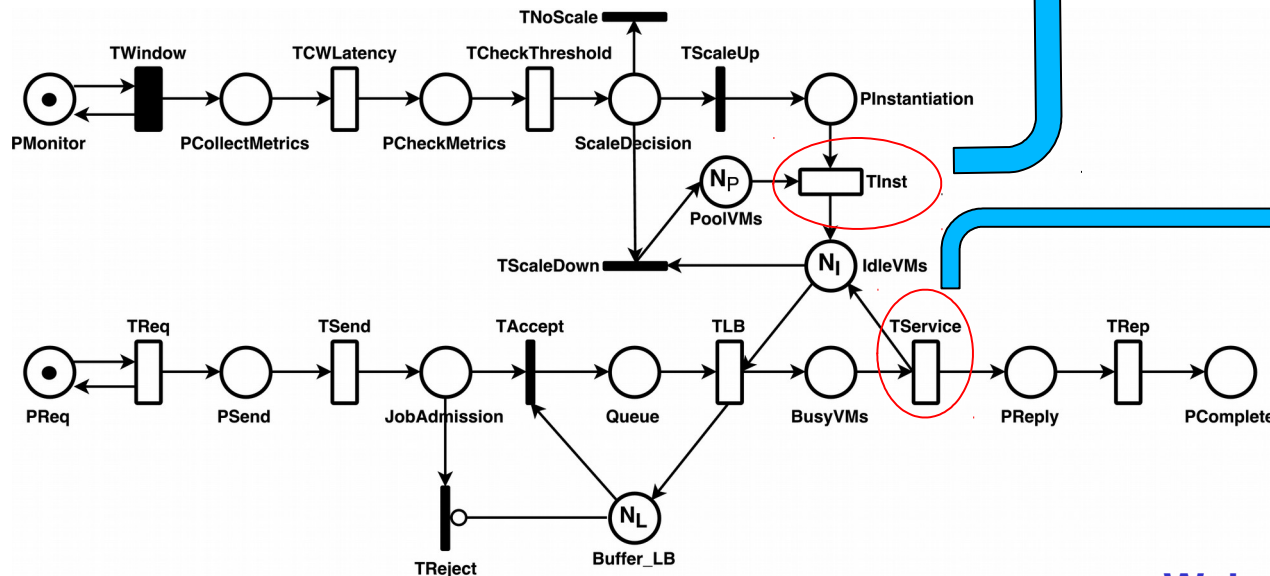 TNoScale
TWindow
TCWLatency
TCheckThreshold
TScaleUp
PInstantiation
PMonitor
PCollectMetrics
PCheckMetrics
ScaleDecision
NP
TInst
PoolVMs
TScaleDown
NI
IdleVMs
TReq
TSend
TAccept
TLB
TService
TRep
PReq
PSend
JobAdmission
Queue
BusyVMs
PReply
PComplete
NL
Buffer_LB
TReject